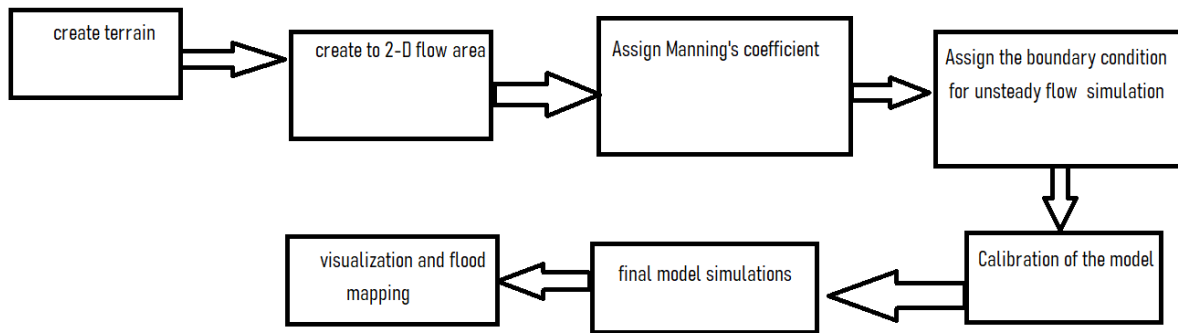 create terrain
create to 2-D flow area
Assign Manning's coefficient
Assign the boundary condition
for unsteady flow simulation
Calibration of the model
final model simulations
visualization and flood
mapping